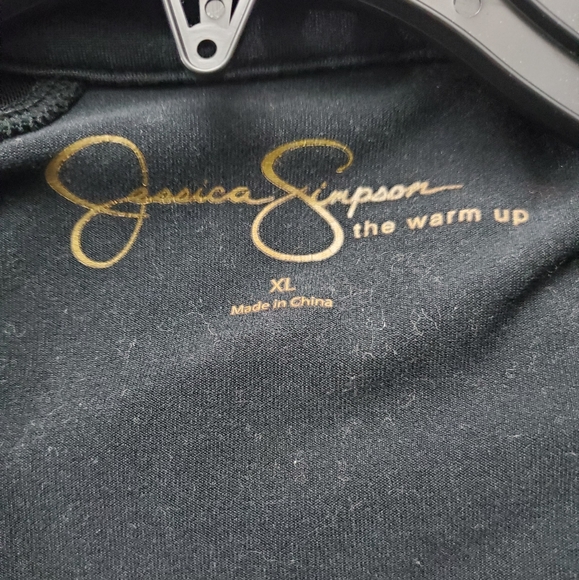 Jessica Simpson
the warm up
XL
Made in China